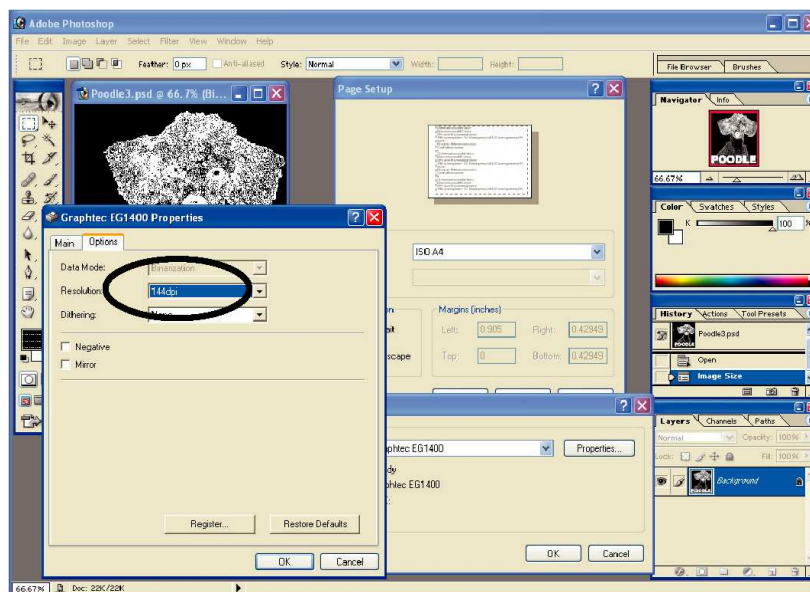 Adobe Photoshop
File Edit Image Layer Select Filter View Window Help
Feather: 0 px Anti-aliased Style: Normal Width: Height: File Browser Brushes
Poodle3.psd @ 66.7% (Bi...
Page Setup
Navigator Info
POODLE
66.67%
Color Swatches Styles
K 100 %
History Actions Tool Presets
Poodle3.psd
Open
Image Size
Layers Channels Paths
Normal Opacity: 100%
Lock: Fill: 100%
Background
ISO A4
Margins (inches)
Left: 0.905 Right: 0.42949
Top: 0 Bottom: 0.42949
Graphtec EG1400 Properties
Main Options
Data Mode: Binarization
Resolution: 144dpi
Dithering: None
Negative
Mirror
Register... Restore Defaults
OK Cancel
phtec EG1400 Properties...
dy
phtec EG1400
OK Cancel
66.67% Doc: 22K/22K